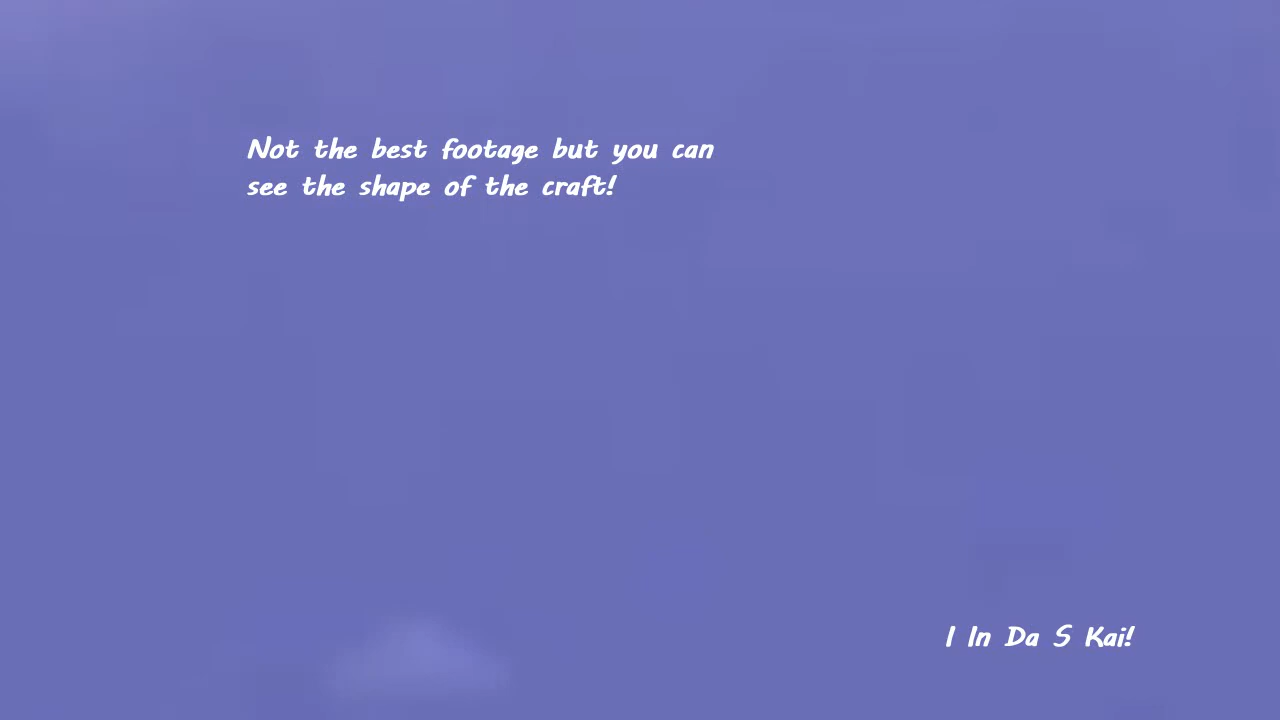 Not the best footage but you can
see the shape of the craft!
I In Da S Kai!